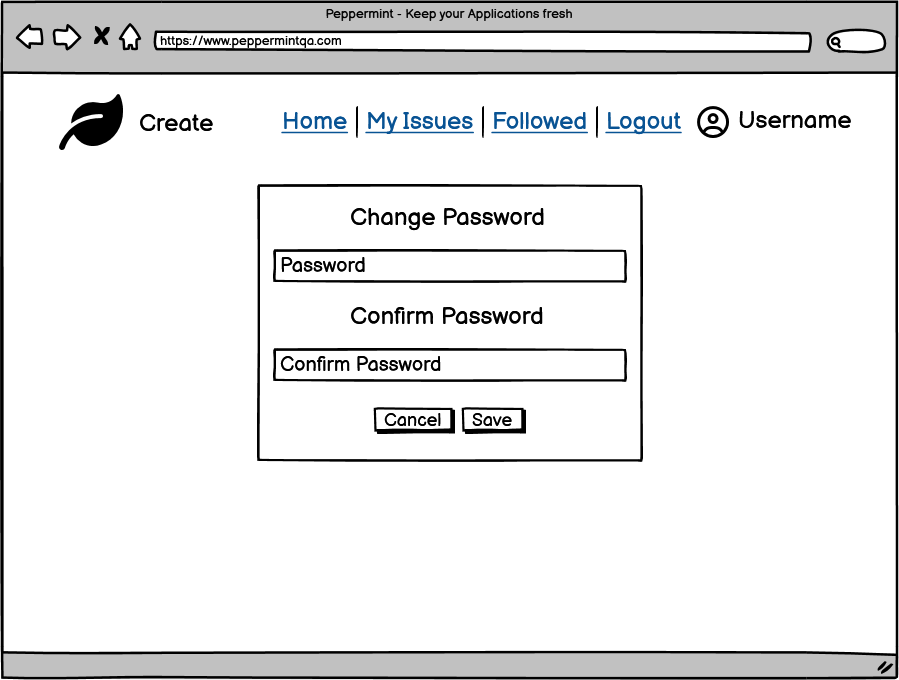 Peppermint - Keep your Applications fresh
https://www.peppermintqa.com
Create Home My Issues Followed Logout Username
Change Password
Password
Confirm Password
Confirm Password
Cancel Save